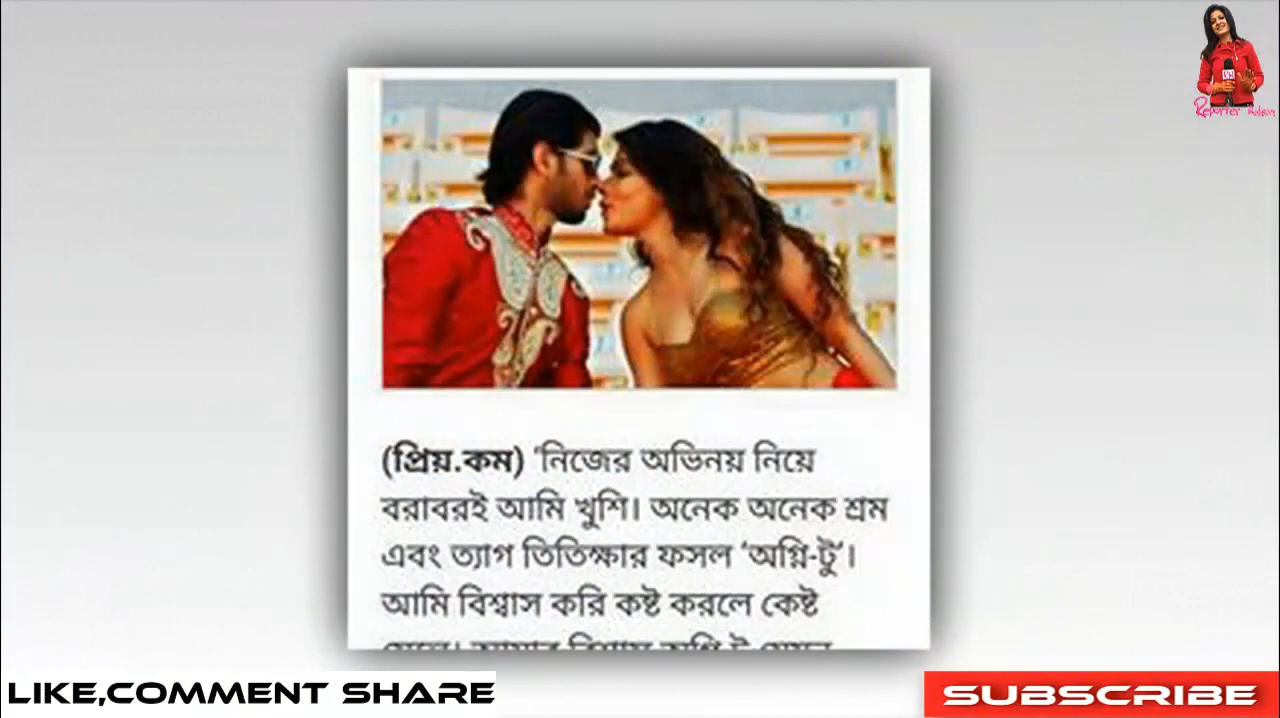 Reporter
(প্রিয়.কম) ‘নিজের অভিনয় নিয়ে
বরাবরই আমি খুশি। অনেক অনেক শ্রম
এবং ত্যাগ তিতিক্ষার ফসল ‘অগ্নি-টু’।
আমি বিশ্বাস করি কষ্ট করলে কেষ্ট
LIKE,COMMENT SHARE
SUBSCRIBE